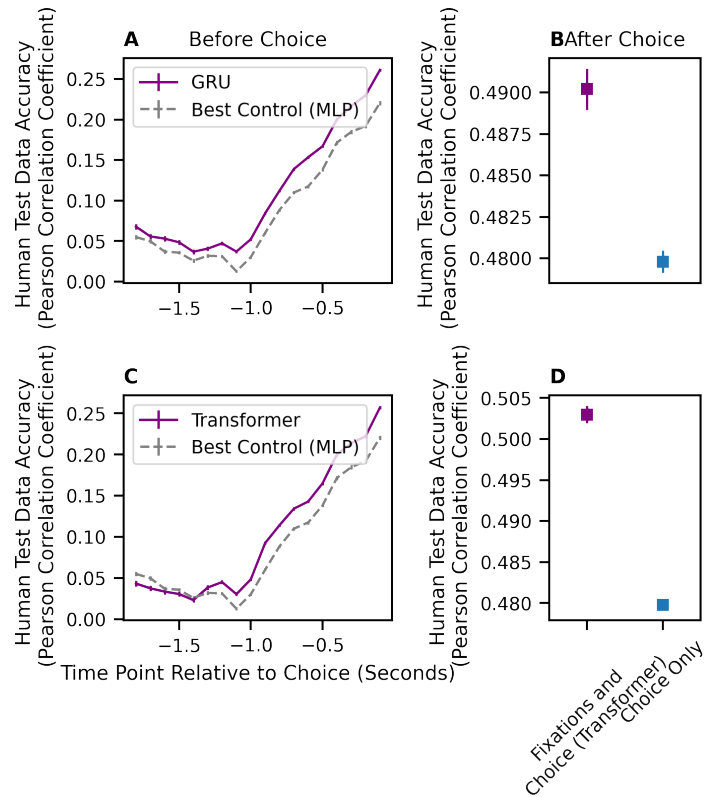 A Before Choice
Human Test Data Accuracy
(Pearson Correlation Coefficient)
0.25
0.20
0.15
0.10
0.05
0.00
GRU
Best Control (MLP)
−1.5 −1.0 −0.5
B After Choice
Human Test Data Accuracy
(Pearson Correlation Coefficient)
0.4900
0.4875
0.4850
0.4825
0.4800
C
Human Test Data Accuracy
(Pearson Correlation Coefficient)
0.25
0.20
0.15
0.10
0.05
0.00
Transformer
Best Control (MLP)
−1.5 −1.0 −0.5
Time Point Relative to Choice (Seconds)
D
Human Test Data Accuracy
(Pearson Correlation Coefficient)
0.505
0.500
0.495
0.490
0.485
0.480
Fixations and
Choice (Transformer)
Choice Only